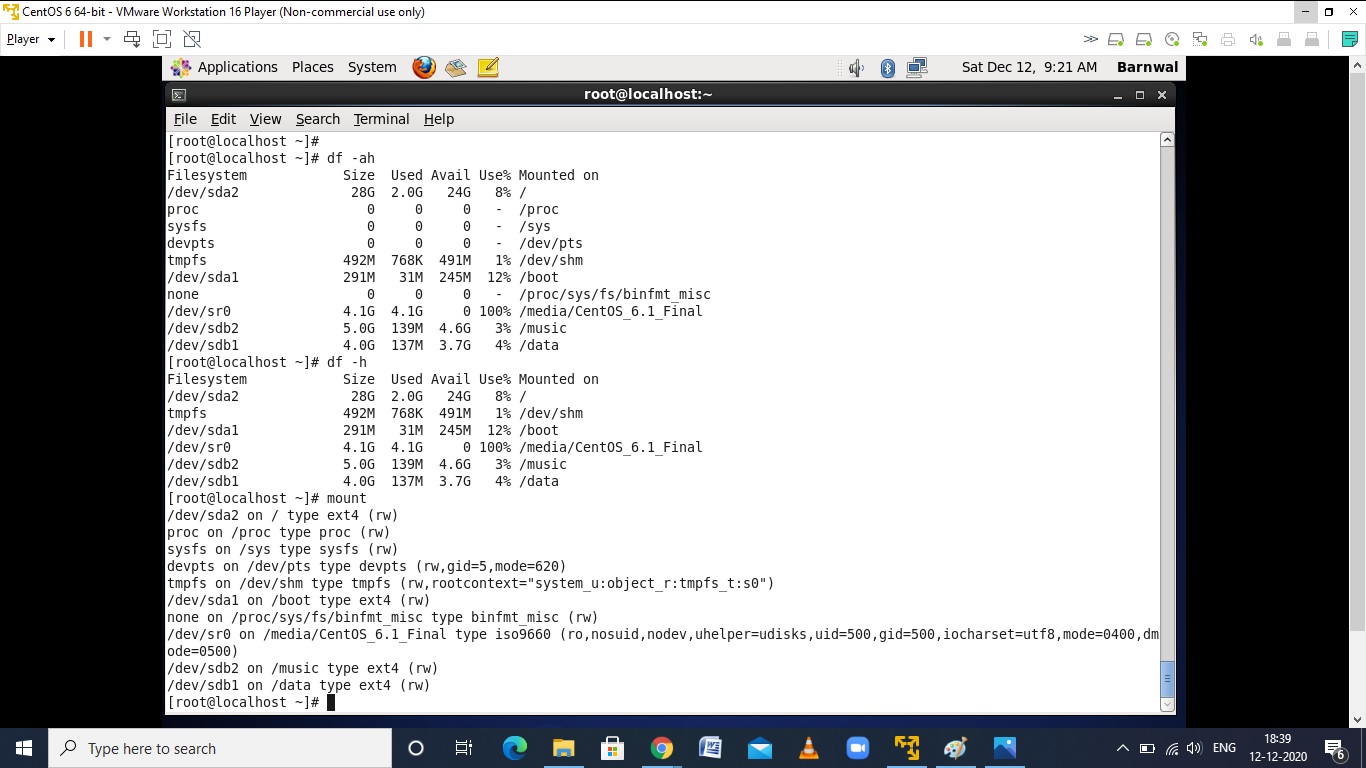 CentOS 6 64-bit - VMware Workstation 16 Player (Non-commercial use only)
Player
Applications Places System Sat Dec 12, 9:21 AM Barnwal
root@localhost:~
File Edit View Search Terminal Help
[root@localhost ~]#
[root@localhost ~]# df -ah
Filesystem            Size  Used Avail Use% Mounted on
/dev/sda2              28G  2.0G   24G   8% /
proc                     0     0     0   -  /proc
sysfs                    0     0     0   -  /sys
devpts                   0     0     0   -  /dev/pts
tmpfs                 492M  768K  491M   1% /dev/shm
/dev/sda1             291M   31M  245M  12% /boot
none                     0     0     0   -  /proc/sys/fs/binfmt_misc
/dev/sr0              4.1G  4.1G     0 100% /media/CentOS_6.1_Final
/dev/sdb2             5.0G  139M  4.6G   3% /music
/dev/sdb1             4.0G  137M  3.7G   4% /data
[root@localhost ~]# df -h
Filesystem            Size  Used Avail Use% Mounted on
/dev/sda2              28G  2.0G   24G   8% /
tmpfs                 492M  768K  491M   1% /dev/shm
/dev/sda1             291M   31M  245M  12% /boot
/dev/sr0              4.1G  4.1G     0 100% /media/CentOS_6.1_Final
/dev/sdb2             5.0G  139M  4.6G   3% /music
/dev/sdb1             4.0G  137M  3.7G   4% /data
[root@localhost ~]# mount
/dev/sda2 on / type ext4 (rw)
proc on /proc type proc (rw)
sysfs on /sys type sysfs (rw)
devpts on /dev/pts type devpts (rw,gid=5,mode=620)
tmpfs on /dev/shm type tmpfs (rw,rootcontext="system_u:object_r:tmpfs_t:s0")
/dev/sda1 on /boot type ext4 (rw)
none on /proc/sys/fs/binfmt_misc type binfmt_misc (rw)
/dev/sr0 on /media/CentOS_6.1_Final type iso9660 (ro,nosuid,nodev,uhelper=udisks,uid=500,gid=500,iocharset=utf8,mode=0400,dm
ode=0500)
/dev/sdb2 on /music type ext4 (rw)
/dev/sdb1 on /data type ext4 (rw)
[root@localhost ~]#
Type here to search
ENG
18:39
12-12-2020
6